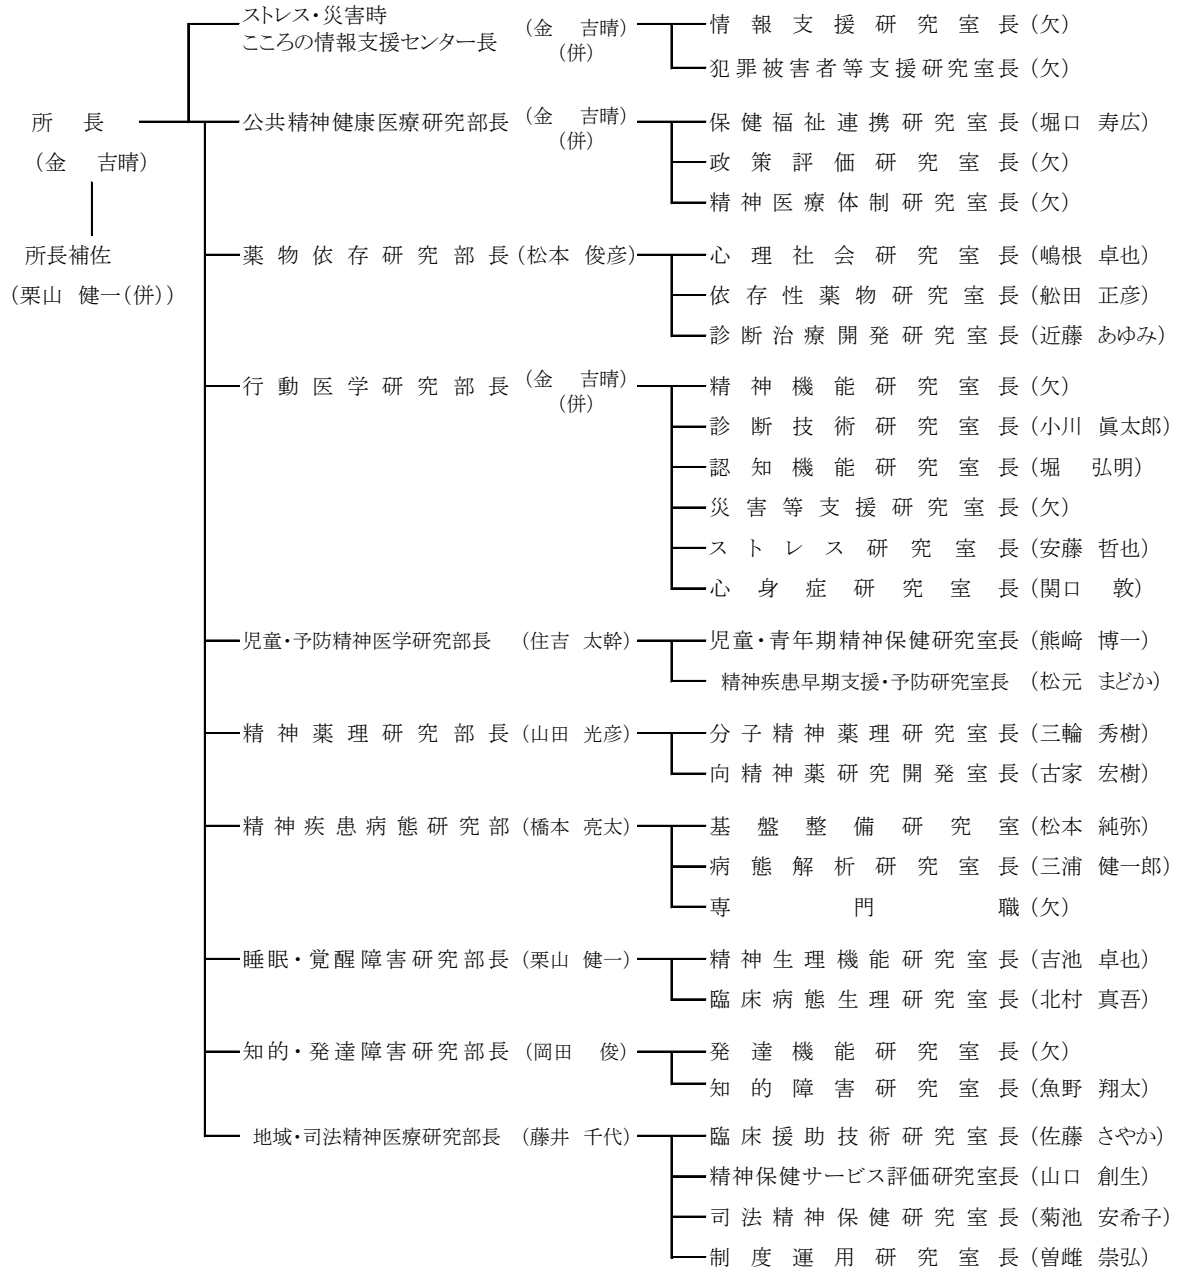 ストレス・災害時
こころの情報支援センター長 (金 吉晴) (併) 情報支援研究室長(欠)
犯罪被害者等支援研究室長(欠)
所長 公共精神健康医療研究部長 (金 吉晴) (併) 保健福祉連携研究室長(堀口 寿広)
(金 吉晴) 政策評価研究室長(欠)
精神医療体制研究室長(欠)
所長補佐 薬物依存研究部長(松本 俊彦) 心理社会研究室長(嶋根 卓也)
(栗山 健一(併)) 依存性薬物研究室長(舩田 正彦)
診断治療開発研究室長(近藤 あゆみ)
行動医学研究部長 (金 吉晴) (併) 精神機能研究室長(欠)
診断技術研究室長(小川 眞太郎)
認知機能研究室長(堀 弘明)
災害等支援研究室長(欠)
ストレス研究室長(安藤 哲也)
心身症研究室長(関口 敦)
児童・予防精神医学研究部長 (住吉 太幹) 児童・青年期精神保健研究室長(熊﨑 博一)
精神疾患早期支援・予防研究室長 (松元 まどか)
精神薬理研究部長(山田 光彦) 分子精神薬理研究室長(三輪 秀樹)
向精神薬研究開発室長(古家 宏樹)
精神疾患病態研究部(橋本 亮太) 基盤整備研究室(松本 純弥)
病態解析研究室長(三浦 健一郎)
専門職(欠)
睡眠・覚醒障害研究部長(栗山 健一) 精神生理機能研究室長(吉池 卓也)
臨床病態生理研究室長(北村 真吾)
知的・発達障害研究部長(岡田 俊) 発達機能研究室長(欠)
知的障害研究室長(魚野 翔太)
地域・司法精神医療研究部長 (藤井 千代) 臨床援助技術研究室長(佐藤 さやか)
精神保健サービス評価研究室長(山口 創生)
司法精神保健研究室長(菊池 安希子)
制度運用研究室長(曽雌 崇弘)